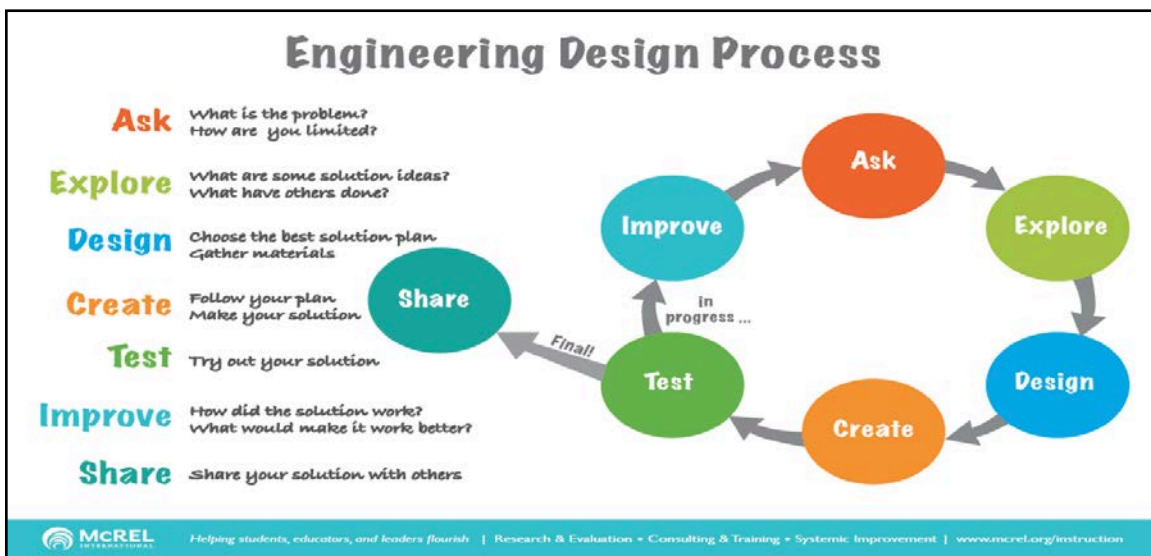 Engineering Design Process
Ask
What is the problem?
How are you limited?
Explore
What are some solution ideas?
What have others done?
Design
Choose the best solution plan
Gather materials
Create
Follow your plan
Make your solution
Test
Try out your solution
Improve
How did the solution work?
What would make it work better?
Share
Share your solution with others
Ask
Explore
Design
Create
Test
in
progress ...
Improve
Final!
Share
McREL
INTERNATIONAL
Helping students, educators, and leaders flourish | Research & Evaluation • Consulting & Training • Systemic Improvement | www.mcrel.org/instruction